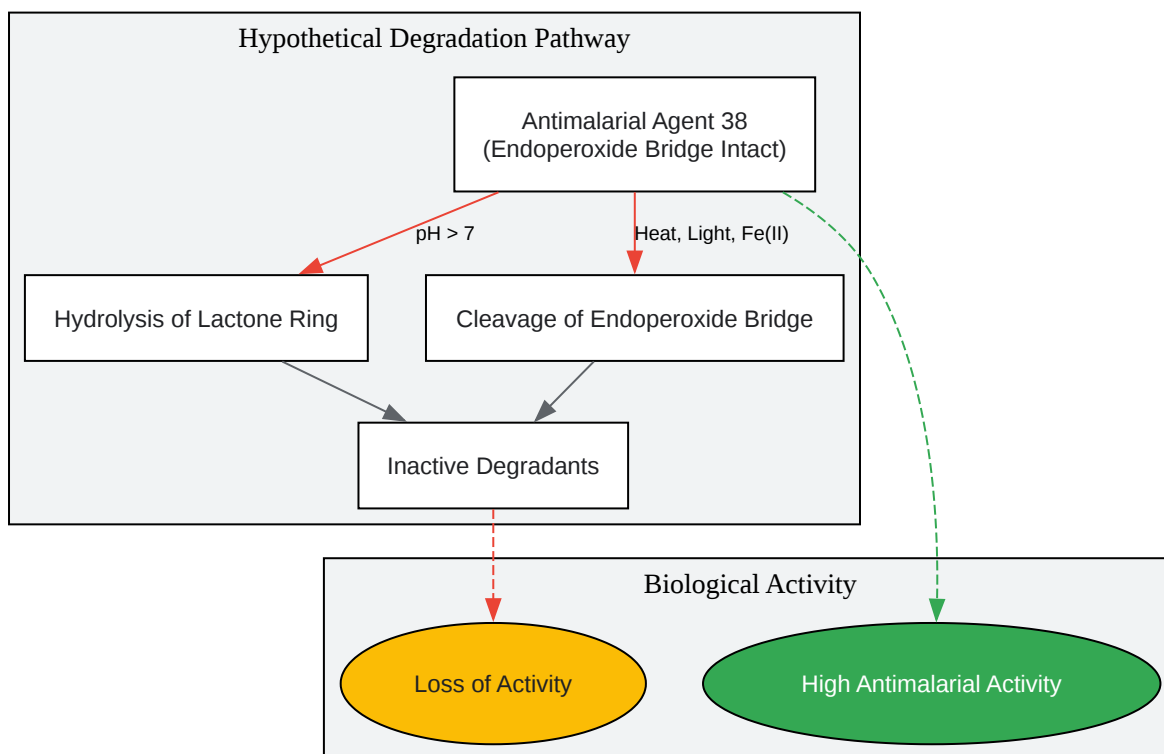 Hypothetical Degradation Pathway
Antimalarial Agent 38
(Endoperoxide Bridge Intact)
pH > 7
Heat, Light, Fe(II)
Hydrolysis of Lactone Ring
Cleavage of Endoperoxide Bridge
Inactive Degradants
Biological Activity
Loss of Activity
High Antimalarial Activity